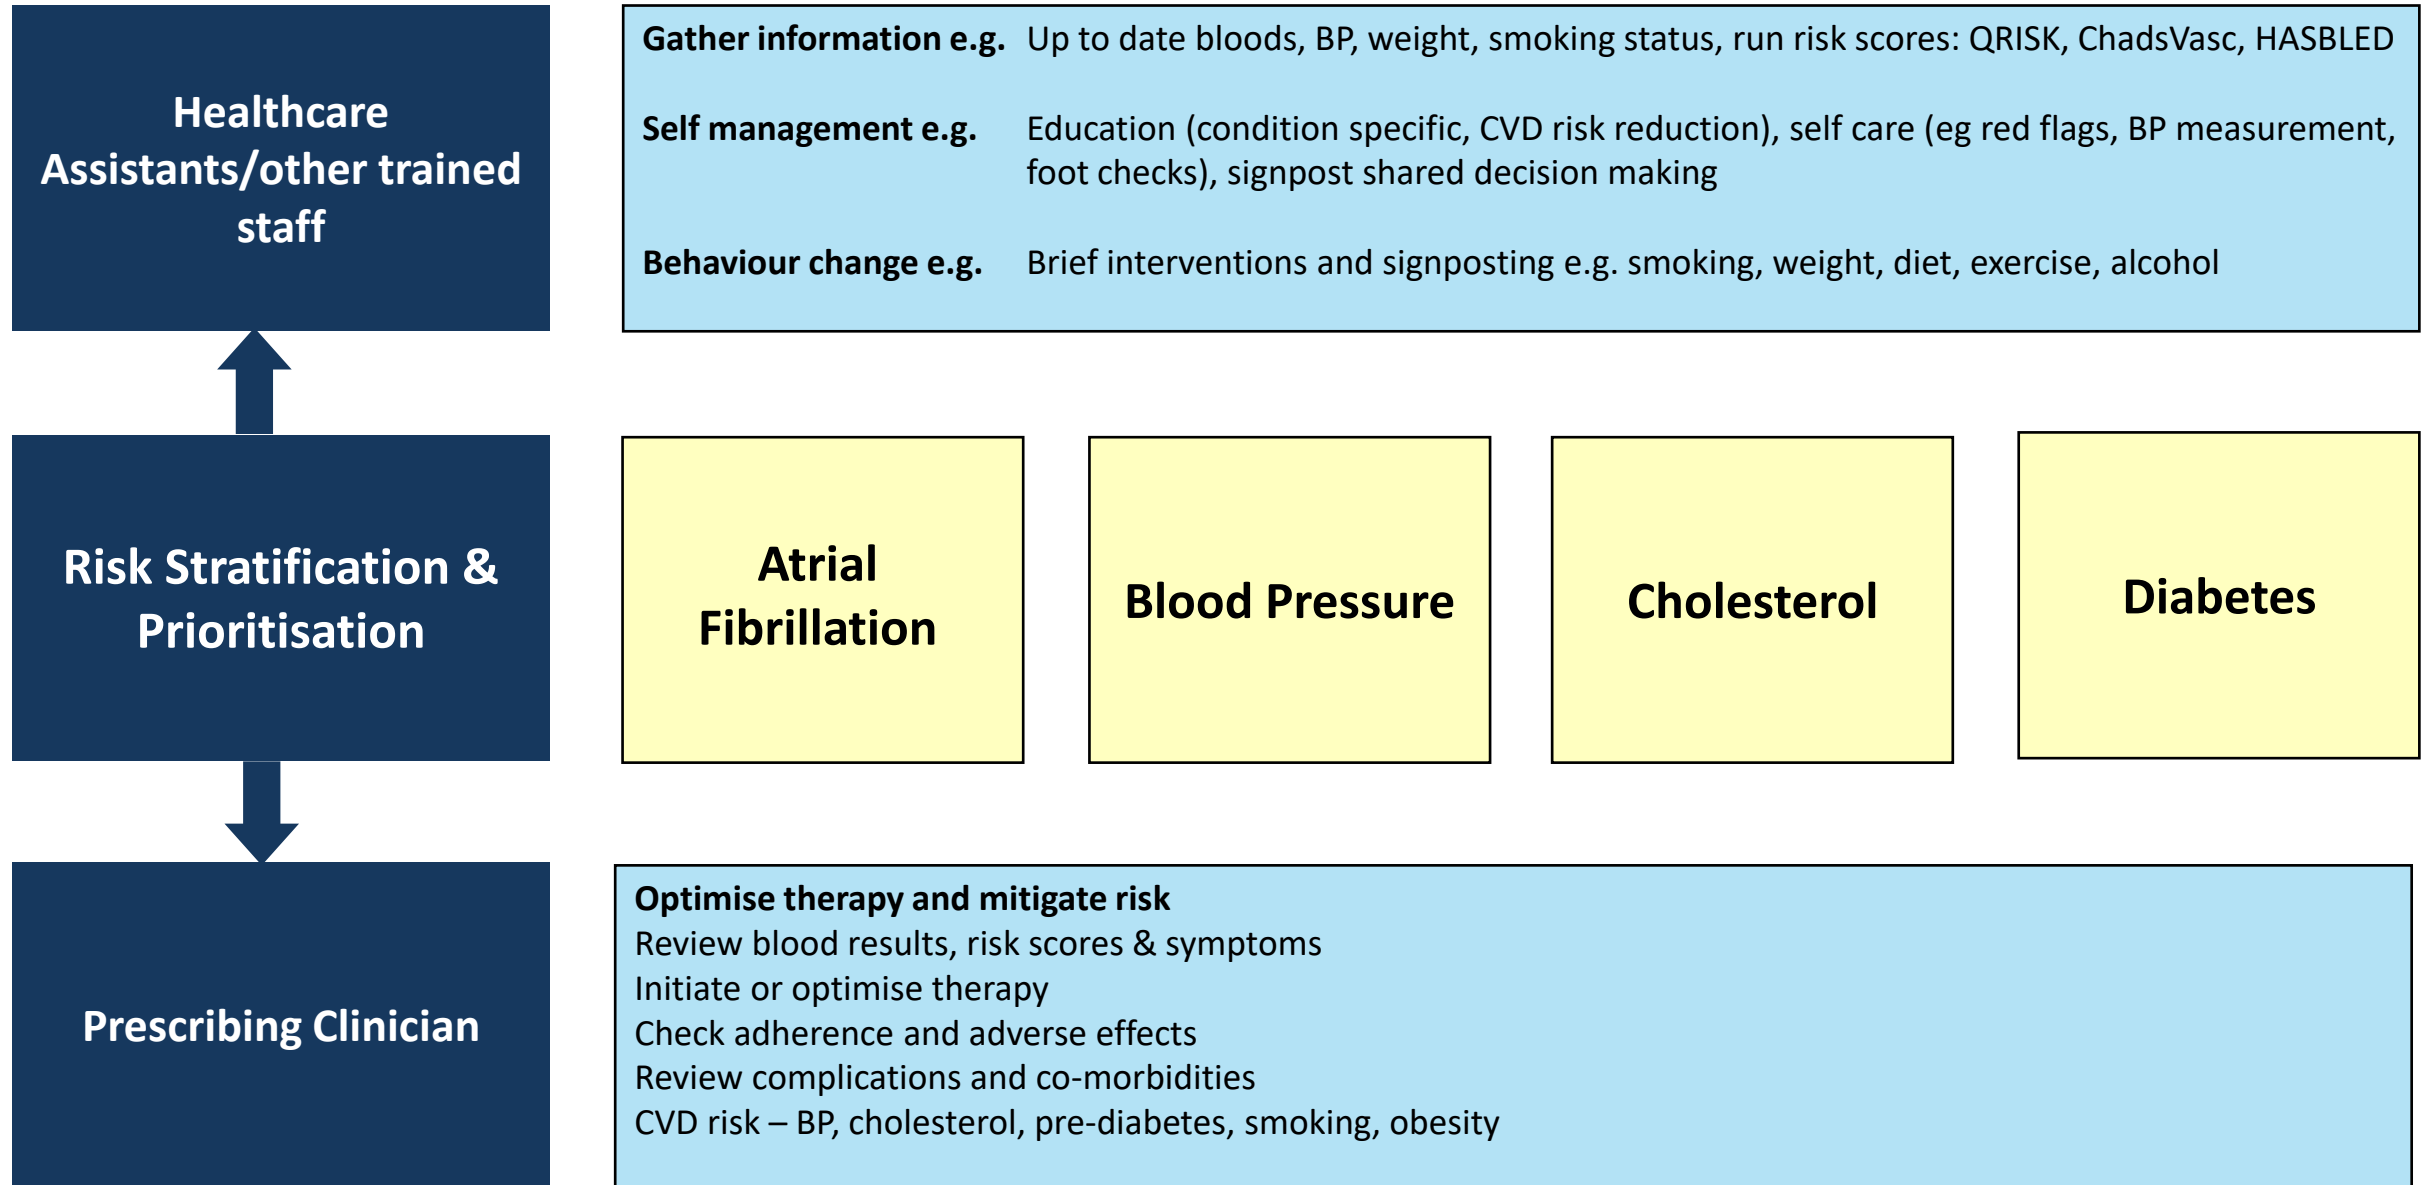 Healthcare
Assistants/other trained
staff
Gather information e.g. Up to date bloods, BP, weight, smoking status, run risk scores: QRISK, ChadsVasc, HASBLED
Self management e.g. Education (condition specific, CVD risk reduction), self care (eg red flags, BP measurement,
foot checks), signpost shared decision making
Behaviour change e.g. Brief interventions and signposting e.g. smoking, weight, diet, exercise, alcohol
Risk Stratification &
Prioritisation
Atrial
Fibrillation
Blood Pressure
Cholesterol
Diabetes
Prescribing Clinician
Optimise therapy and mitigate risk
Review blood results, risk scores & symptoms
Initiate or optimise therapy
Check adherence and adverse effects
Review complications and co-morbidities
CVD risk – BP, cholesterol, pre-diabetes, smoking, obesity